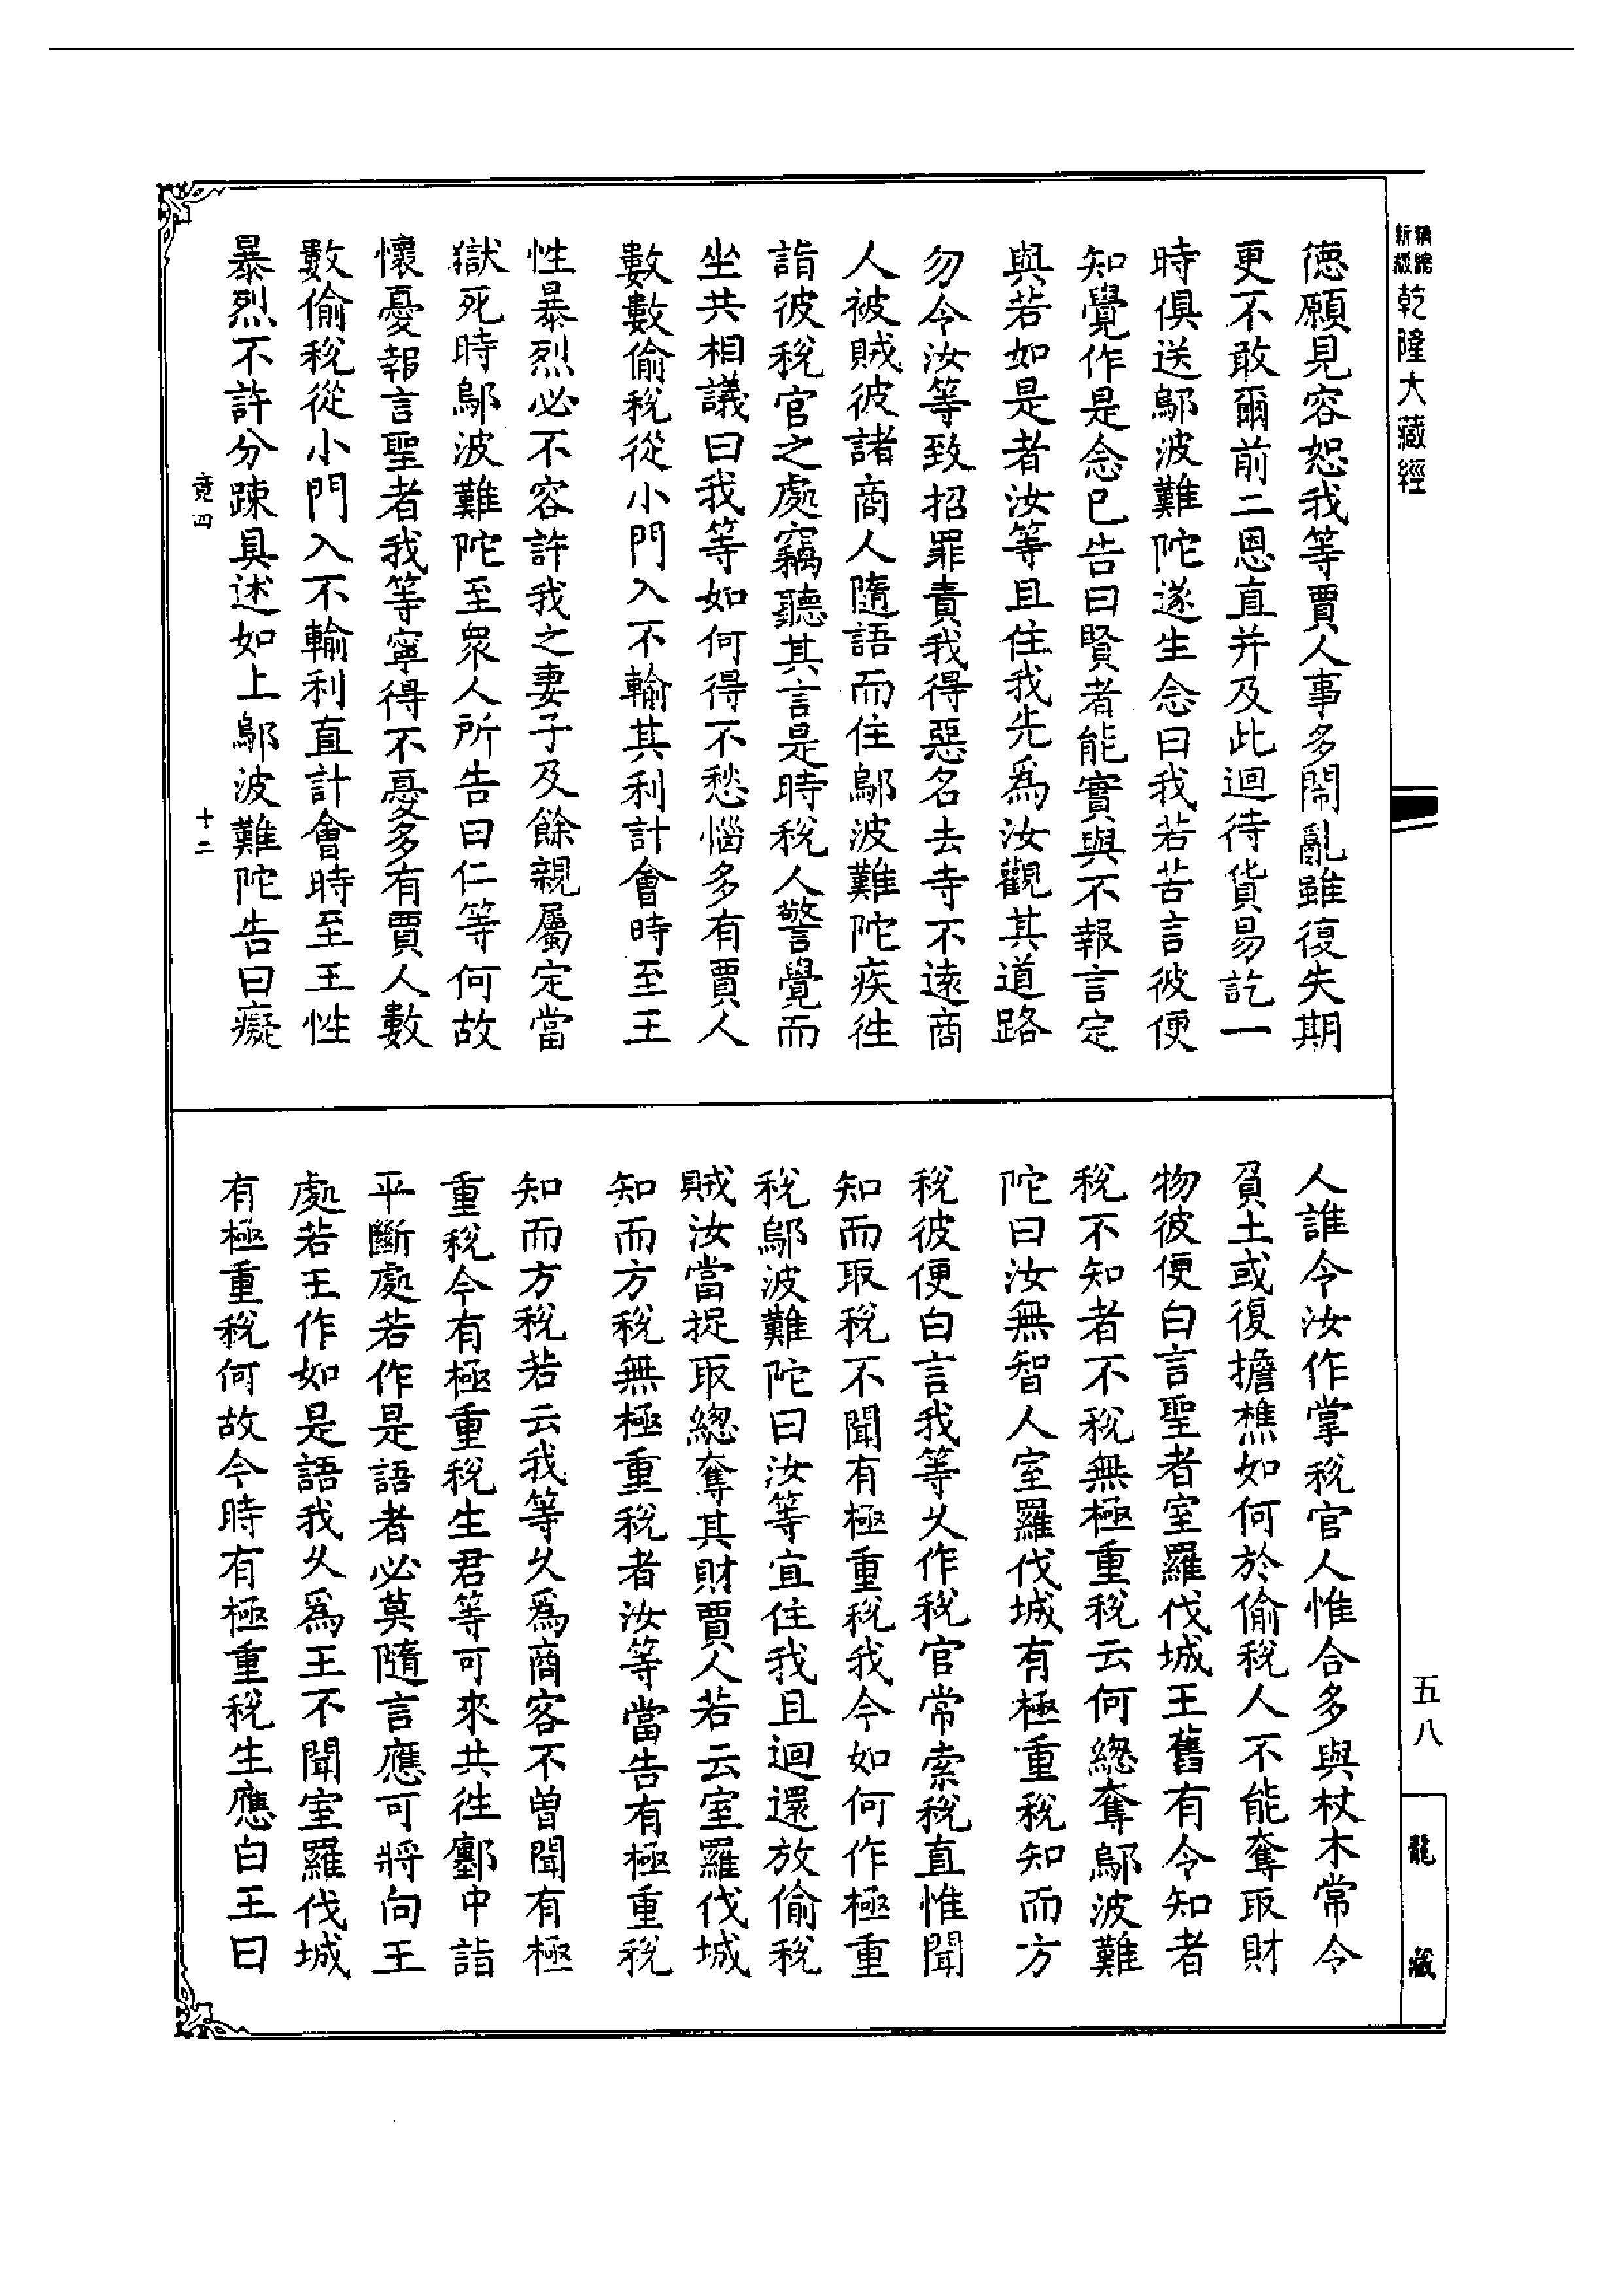 乾隆大藏經
德願見容恕我等賈人事多鬧亂雖復失期
更不敢爾前二恩直并及此迴待貨易訖一
時俱送鄔波難陀遂生念曰我若苦言彼便
知覺作是念已告曰賢者能實與不報言定
與若如是者汝等且住我先爲汝觀其道路
勿令汝等致招罪責我得惡名去寺不遠商
人被賊彼諸商人隨語而住鄔波難陀疾往
詣彼稅官之處竊聽其言是時稅人警覺而
坐共相議曰我等如何得不愁惱多有賈人
數數偷稅從小門入不輸其利計會時至王
性暴烈必不容許我之妻子及餘親屬定當
獄死時鄔波難陀至衆人所告曰仁等何故
懷憂報言聖者我等寧得不憂多有賈人數
數偷稅從小門入不輸利直計會時至王性
暴烈不許分踈具述如上鄔波難陀告曰癡
竟四
十二
人誰令汝作掌稅官人惟合多與杖木常令
負土或復擔樵如何於偷稅人不能奪取財
物彼便白言聖者室羅伐城王舊有令知者
稅不知者不稅無極重稅云何總奪鄔波難
陀曰汝無智人室羅伐城有極重稅知而方
稅彼便白言我等久作稅官常索稅直惟聞
知而取稅不聞有極重稅我今如何作極重
稅鄔波難陀曰汝等宜住我且迴還放偷稅
賊汝當捉取總奪其財賈人若云室羅伐城
知而方稅無極重稅者汝等當告有極重稅
知而方稅若云我等久爲商客不曾聞有極
重稅今有極重稅生君等可來共往鄽中詣
平斷處若作是語者必莫隨言應可將向王
處若王作如是語我久爲王不聞室羅伐城
有極重稅何故今時有極重稅生應白王曰
五八
龍藏